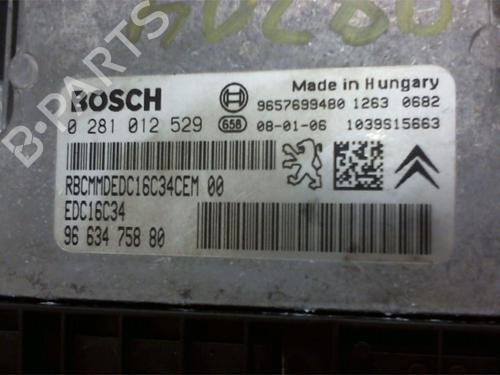 B-PARTS
Made in Hungary
BOSCH
9657699480 1263 0682
0 281 012 529 658 08-01-06 1039S15663
RBCMMDEDC16C34CEM 00
EDC16C34
96 634 758 80